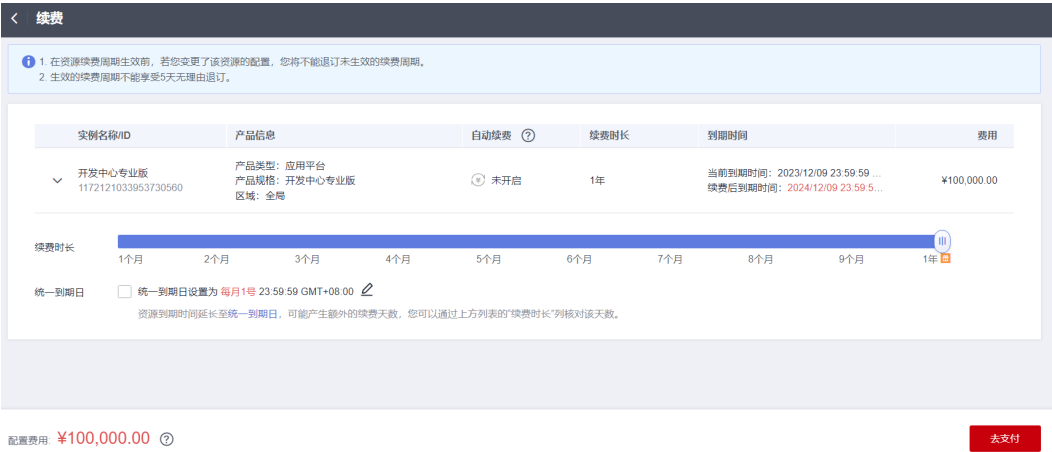 续费
1. 在资源续费周期生效前，若您变更了该资源的配置，您将不能退订未生效的续费周期。
2. 生效的续费周期不能享受5天无理由退订。
实例名称/ID 产品信息 自动续费 续费时长 到期时间 费用
开发中心专业版
1172121033953730560
产品类型：应用平台
产品规格：开发中心专业版
区域：全局
未开启
1年
当前到期时间：2023/12/09 23:59:59 ...
续费后到期时间：2024/12/09 23:59:5...
¥100,000.00
续费时长
1个月 2个月 3个月 4个月 5个月 6个月 7个月 8个月 9个月 1年
统一到期日 统一到期日设置为 每月1号 23:59:59 GMT+08:00
资源到期时间延长至统一到期日，可能产生额外的续费天数，您可以通过上方列表的“续费时长”列核对该天数。
配置费用: ¥100,000.00
去支付